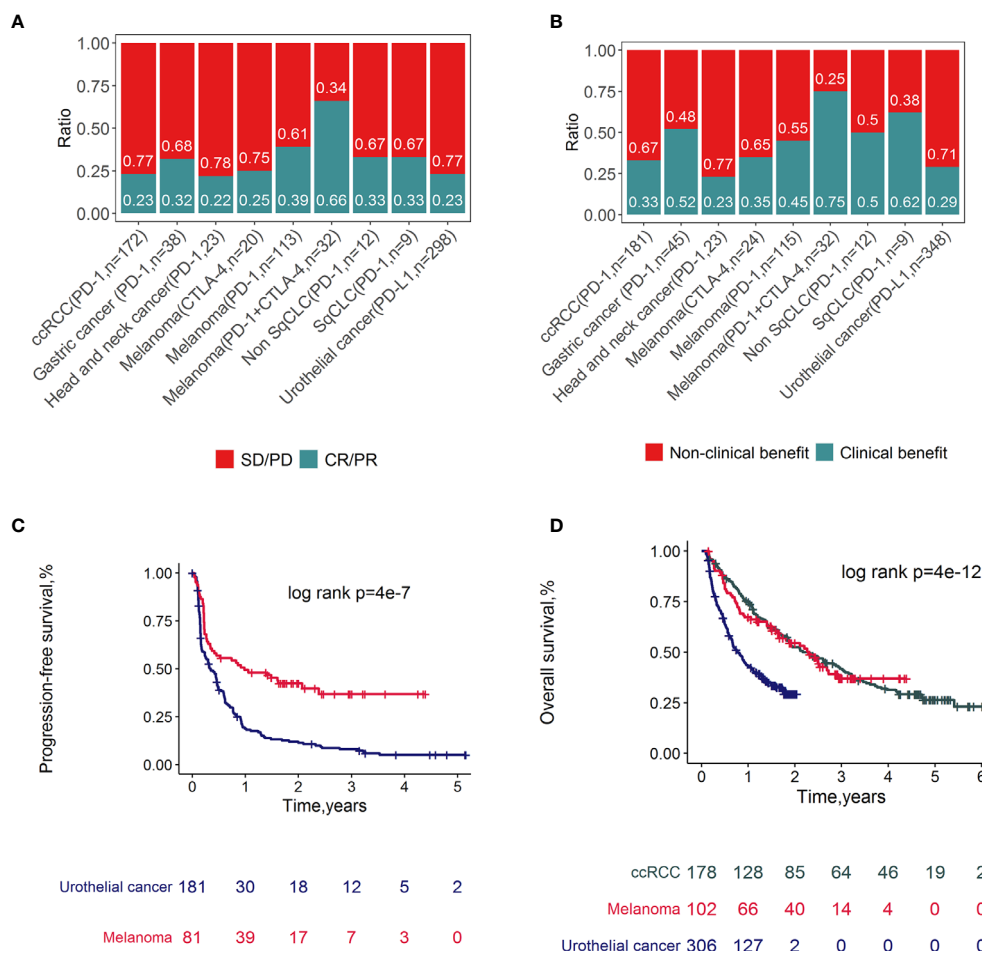 A
1.00
0.75
0.50
0.25
0.00
Ratio
0.77 0.68 0.78 0.75 0.61 0.34 0.67 0.67 0.77
0.23 0.32 0.22 0.25 0.39 0.66 0.33 0.33 0.23
ccRCC(PD-1,n=172)
Gastric cancer (PD-1,n=38)
Head and neck cancer(PD-1,23)
Melanoma(CTLA-4,n=20)
Melanoma(PD-1,n=113)
Melanoma(PD-1+CTLA-4,n=32)
Non SqCLC(PD-1,n=12)
SqCLC(PD-1,n=9)
Urothelial cancer(PD-L1,n=298)
SD/PD CR/PR
B
1.00
0.75
0.50
0.25
0.00
Ratio
0.67 0.48 0.77 0.65 0.55 0.25 0.5 0.38 0.71
0.33 0.52 0.23 0.35 0.45 0.75 0.5 0.62 0.29
ccRCC(PD-1,n=181)
Gastric cancer(PD-1,n=45)
Head and neck cancer(PD-1,23)
Melanoma(CTLA-4,n=24)
Melanoma(PD-1,n=115)
Melanoma(PD-1+CTLA-4,n=32)
Non SqCLC(PD-1,n=12)
SqCLC(PD-1,n=9)
Urothelial cancer(PD-L1,n=348)
Non-clinical benefit Clinical benefit
C
Progression-free survival,%
1.00
0.75
0.50
0.25
0.00
log rank p=4e-7
0 1 2 3 4 5
Time,years
Urothelial cancer 181 30 18 12 5 2
Melanoma 81 39 17 7 3 0
D
Overall survival,%
1.00
0.75
0.50
0.25
0.00
log rank p=4e-12
0 1 2 3 4 5 6
Time,years
ccRCC 178 128 85 64 46 19 2
Melanoma 102 66 40 14 4 0 0
Urothelial cancer 306 127 2 0 0 0 0